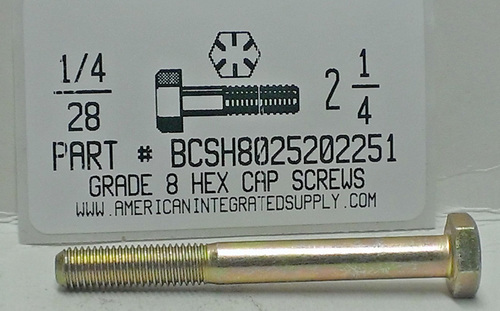 1/4
28
2 1/4
PART # BCSH8025202251
GRADE 8 HEX CAP SCREWS
WWW.AMERICANINTEGRATEDSUPPLY.COM